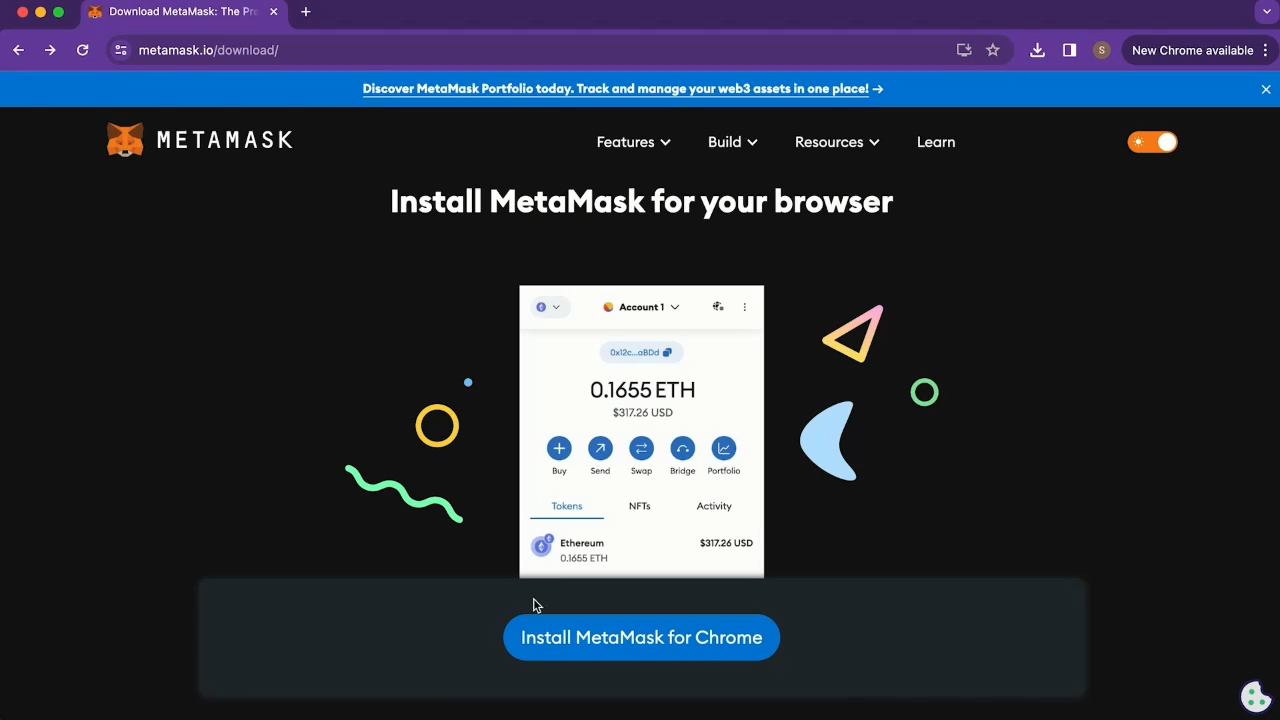 Download MetaMask: The Pre
metamask.io/download/
S
New Chrome available
Discover MetaMask Portfolio today. Track and manage your web3 assets in one place! →
METAMASK
Features
Build
Resources
Learn
Install MetaMask for your browser
Account 1
0x12c...aBDd
0.1655 ETH
$317.26 USD
Buy
Send
Swap
Bridge
Portfolio
Tokens
NFTs
Activity
Ethereum
$317.26 USD
0.1655 ETH
Install MetaMask for Chrome